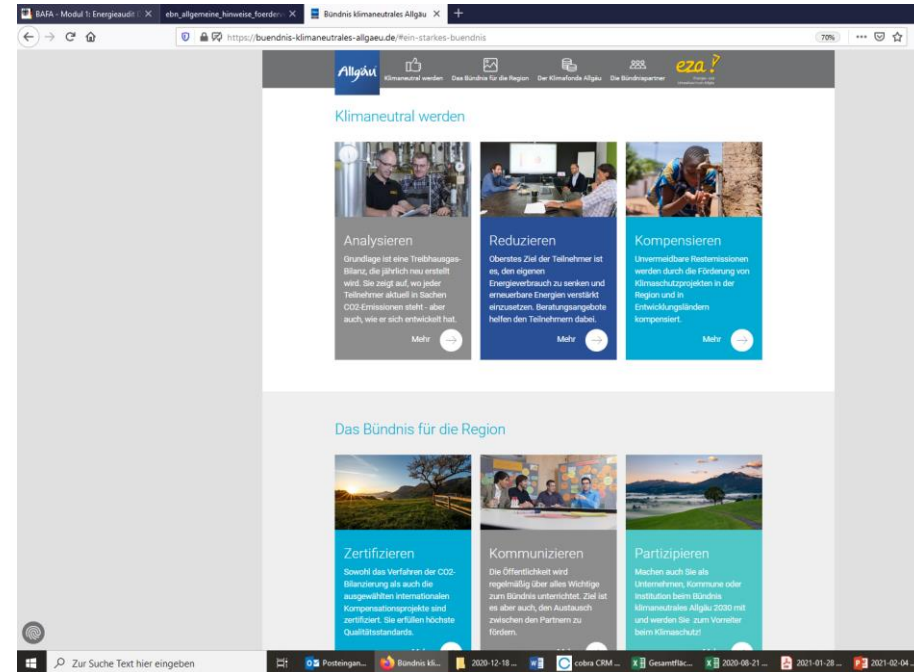 BAFA - Modul 1: Energieaudit
ebn_allgemeine_hinweise_foerder
Bündnis klimaneutrales Allgäu
https://buendnis-klimaneutrales-allgaeu.de/#ein-starkes-buendnis
70%
Allgäu
Klimaneutral werden
Das Bündnis für die Region
Der Klimafonds Allgäu
Die Bündnispartner
eza!
Klimaneutral werden
Analysieren
Grundlage ist eine Treibhausgas-
Bilanz, die jährlich neu erstellt
wird. Sie zeigt auf, wo jeder
Teilnehmer aktuell in Sachen
CO2-Emissionen steht - aber
auch, wie er sich entwickelt hat.
Mehr
Reduzieren
Oberstes Ziel der Teilnehmer ist
es, den eigenen
Energieverbrauch zu senken und
erneuerbare Energien verstärkt
einzusetzen. Beratungsangebote
helfen den Teilnehmern dabei.
Mehr
Kompensieren
Unvermeidbare Restemissionen
werden durch die Förderung von
Klimaschutzprojekten in der
Region und in
Entwicklungsländern
kompensiert.
Mehr
Das Bündnis für die Region
Zertifizieren
Sowohl das Verfahren der CO2-
Bilanzierung als auch die
ausgewählten internationalen
Kompensationsprojekte sind
zertifiziert. Sie erfüllen höchste
Qualitätsstandards.
Kommunizieren
Die Öffentlichkeit wird
regelmäßig über alles Wichtige
zum Bündnis unterrichtet. Ziel ist
es aber auch, den Austausch
zwischen den Partnern zu
fördern.
Partizipieren
Machen auch Sie als
Unternehmen, Kommune oder
Institution beim Bündnis
klimaneutrales Allgäu 2030 mit
und werden Sie zum Vorreiter
beim Klimaschutz!
Zur Suche Text hier eingeben
Posteingan...
Bündnis kli...
2020-12-18 ...
cobra CRM ...
Gesamtfläc...
2020-08-21 ...
2021-01-28 ...
2021-02-04 ...